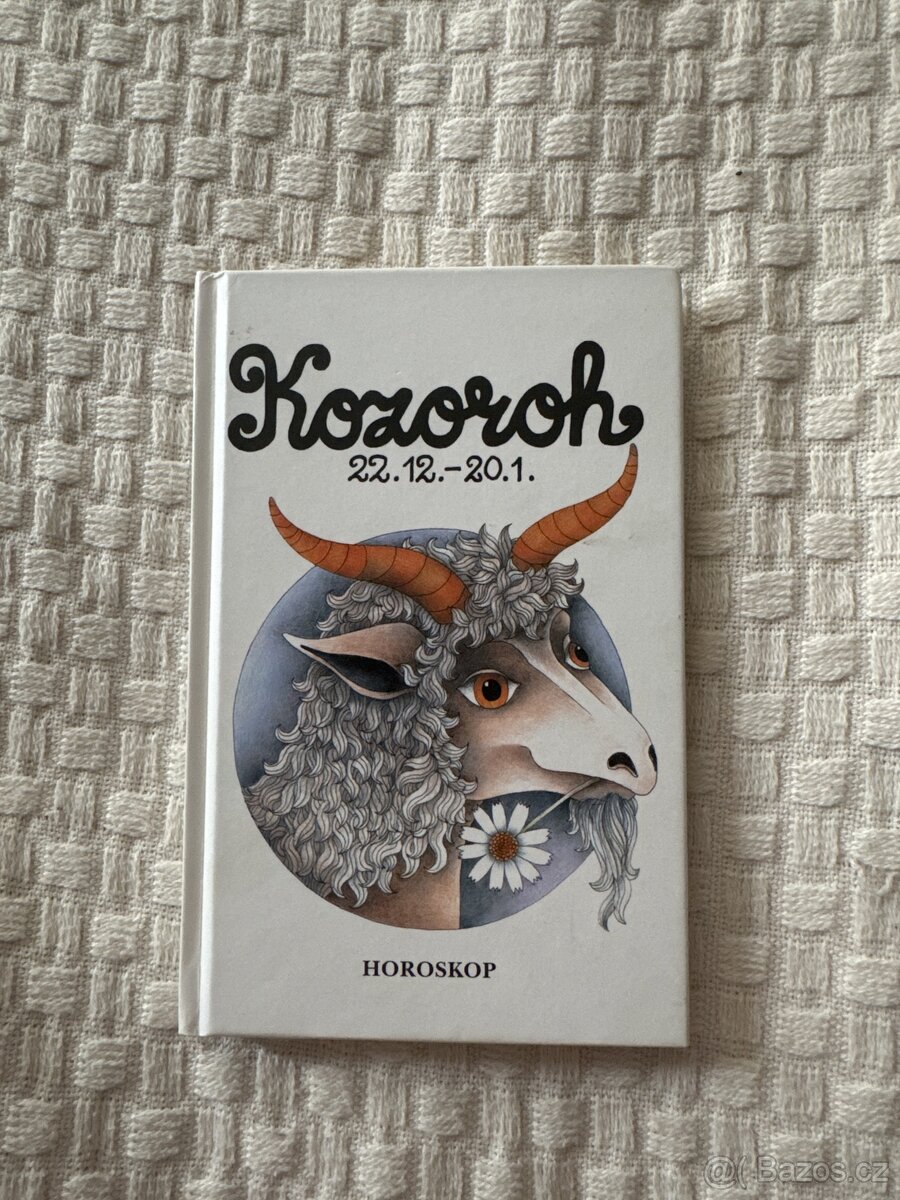 Kozoroh
22.12.-20.1.
HOROSKOP
@( Bazos.cz